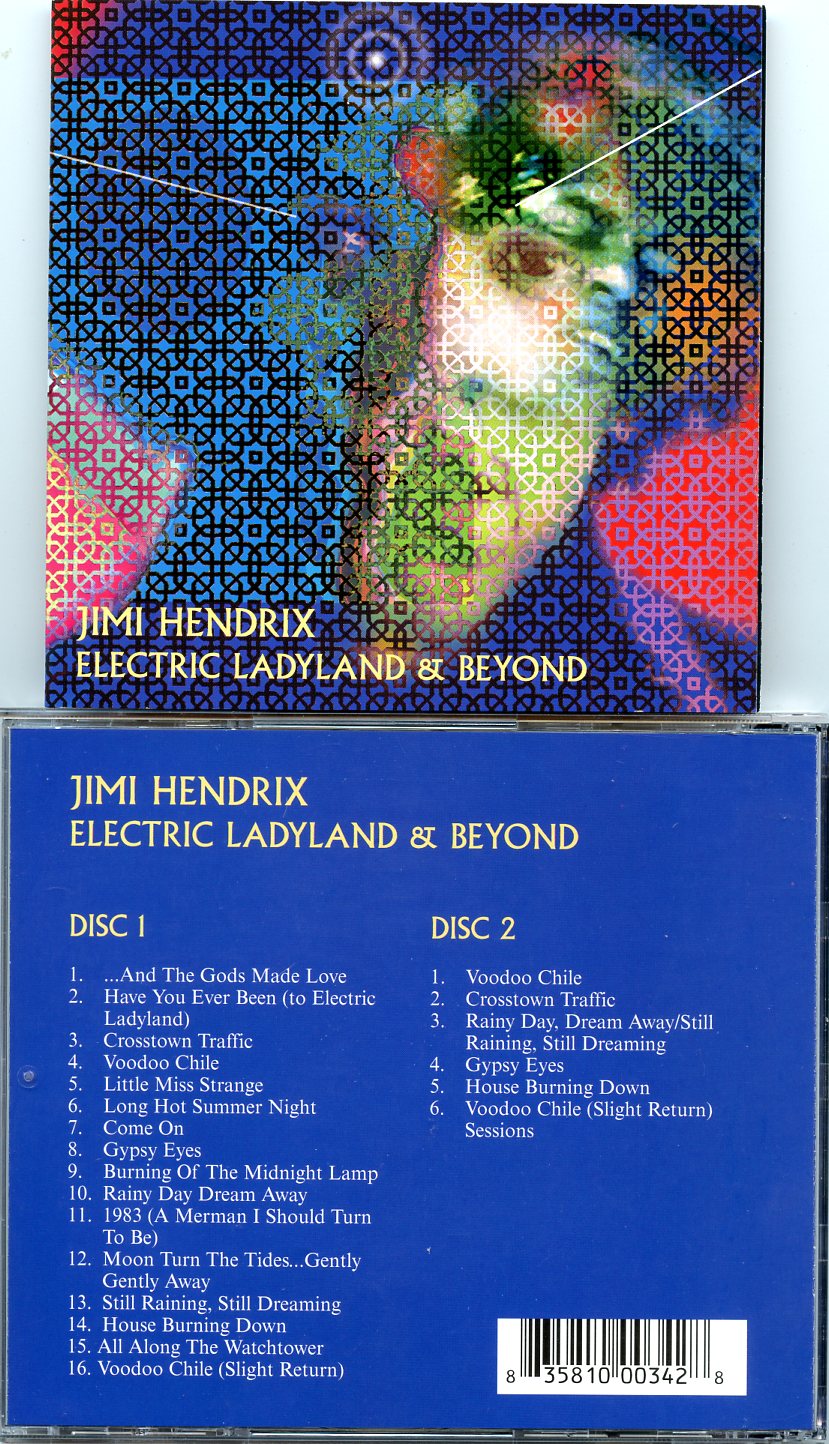 JIMI HENDRIX
ELECTRIC LADYLAND & BEYOND
JIMI HENDRIX
ELECTRIC LADYLAND & BEYOND
DISC 1
1. ...And The Gods Made Love
2. Have You Ever Been (to Electric
Ladyland)
3. Crosstown Traffic
4. Voodoo Chile
5. Little Miss Strange
6. Long Hot Summer Night
7. Come On
8. Gypsy Eyes
9. Burning Of The Midnight Lamp
10. Rainy Day Dream Away
11. 1983 (A Merman I Should Turn
To Be)
12. Moon Turn The Tides...Gently
Gently Away
13. Still Raining, Still Dreaming
14. House Burning Down
15. All Along The Watchtower
16. Voodoo Chile (Slight Return)
DISC 2
1. Voodoo Chile
2. Crosstown Traffic
3. Rainy Day, Dream Away/Still
Raining, Still Dreaming
4. Gypsy Eyes
5. House Burning Down
6. Voodoo Chile (Slight Return)
Sessions
8 35810 00342 8